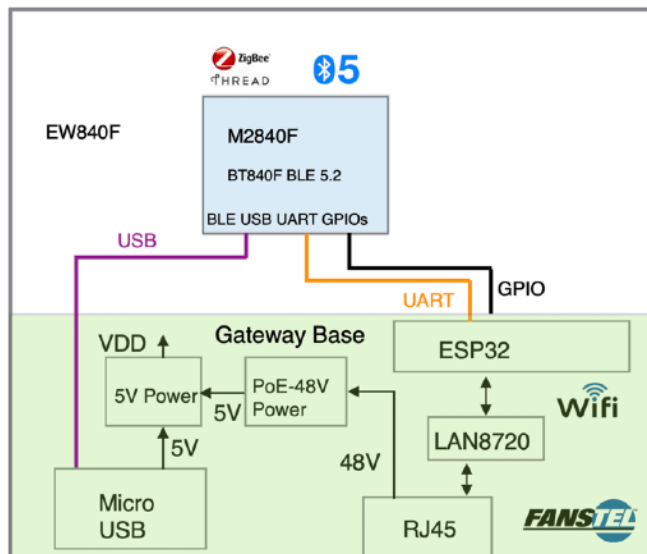 ZigBee
THREAD
5
EW840F
M2840F
BT840F BLE 5.2
BLE USB UART GPIOs
USB
UART
GPIO
Gateway Base
VDD
ESP32
5V Power
5V
PoE-48V
Power
Wifi
LAN8720
5V
48V
Micro
USB
RJ45
FANSTEL